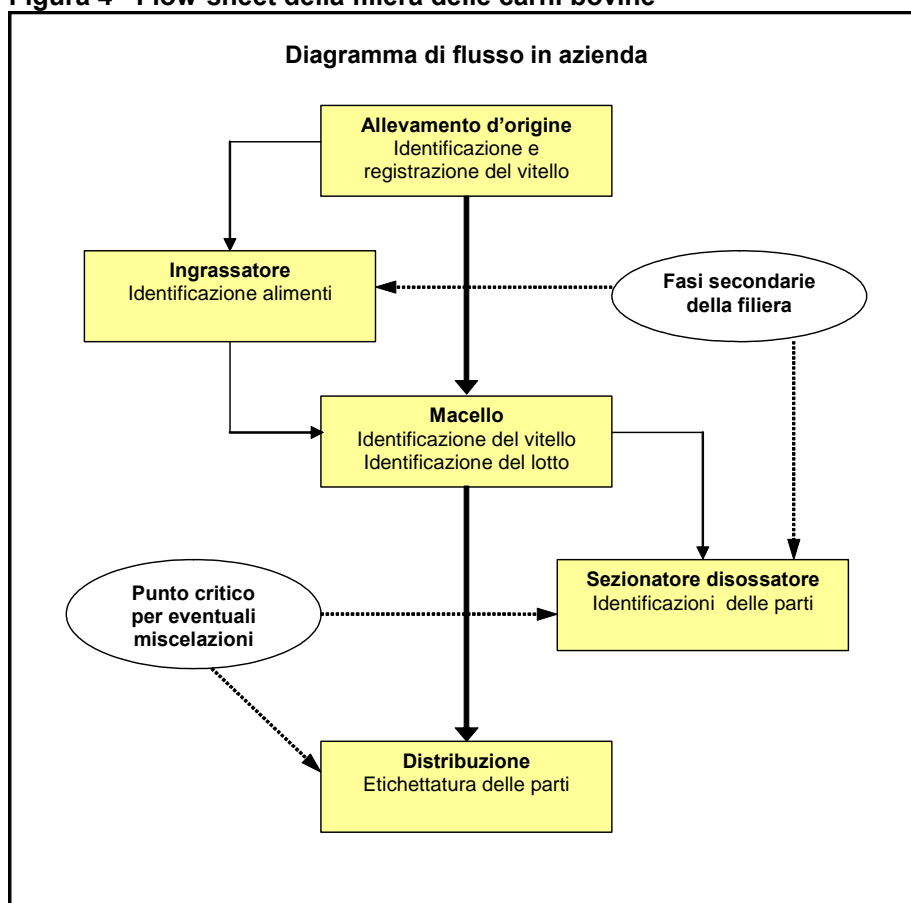 Figura 4 - Flow-sheet della filiera delle carni bovine
Diagramma di flusso in azienda
Allevamento d'origine
Identificazione e
registrazione del vitello
Ingrassatore
Identificazione alimenti
Fasi secondarie
della filiera
Macello
Identificazione del vitello
Identificazione del lotto
Sezionatore disossatore
Identificazioni delle parti
Punto critico
per eventuali
miscelazioni
Distribuzione
Etichettatura delle parti